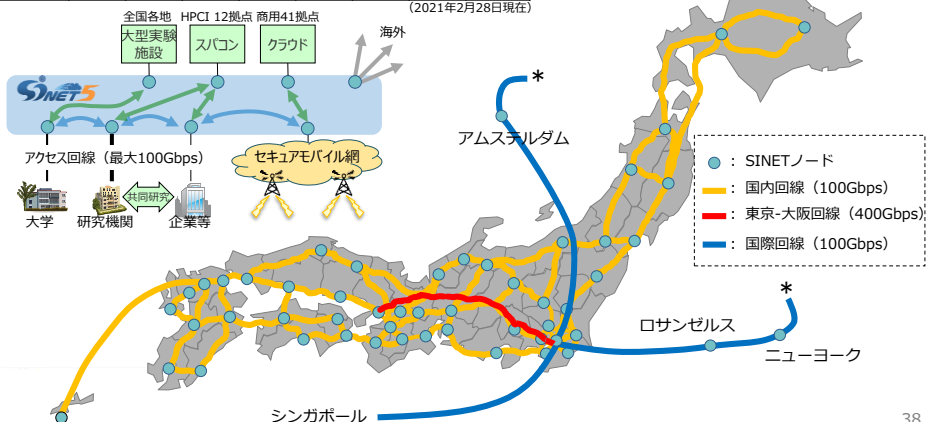 （2021年2月28日現在）
全国各地
HPCI 12拠点
商用41拠点
大型実験
施設
スパコン
クラウド
海外
SINET5
アクセス回線（最大100Gbps）
セキュアモバイル網
共同研究
大学
研究機関
企業等
*
アムステルダム
： SINETノード
： 国内回線（100Gbps）
： 東京-大阪回線（400Gbps）
： 国際回線（100Gbps）
*
ロサンゼルス
ニューヨーク
シンガポール
38